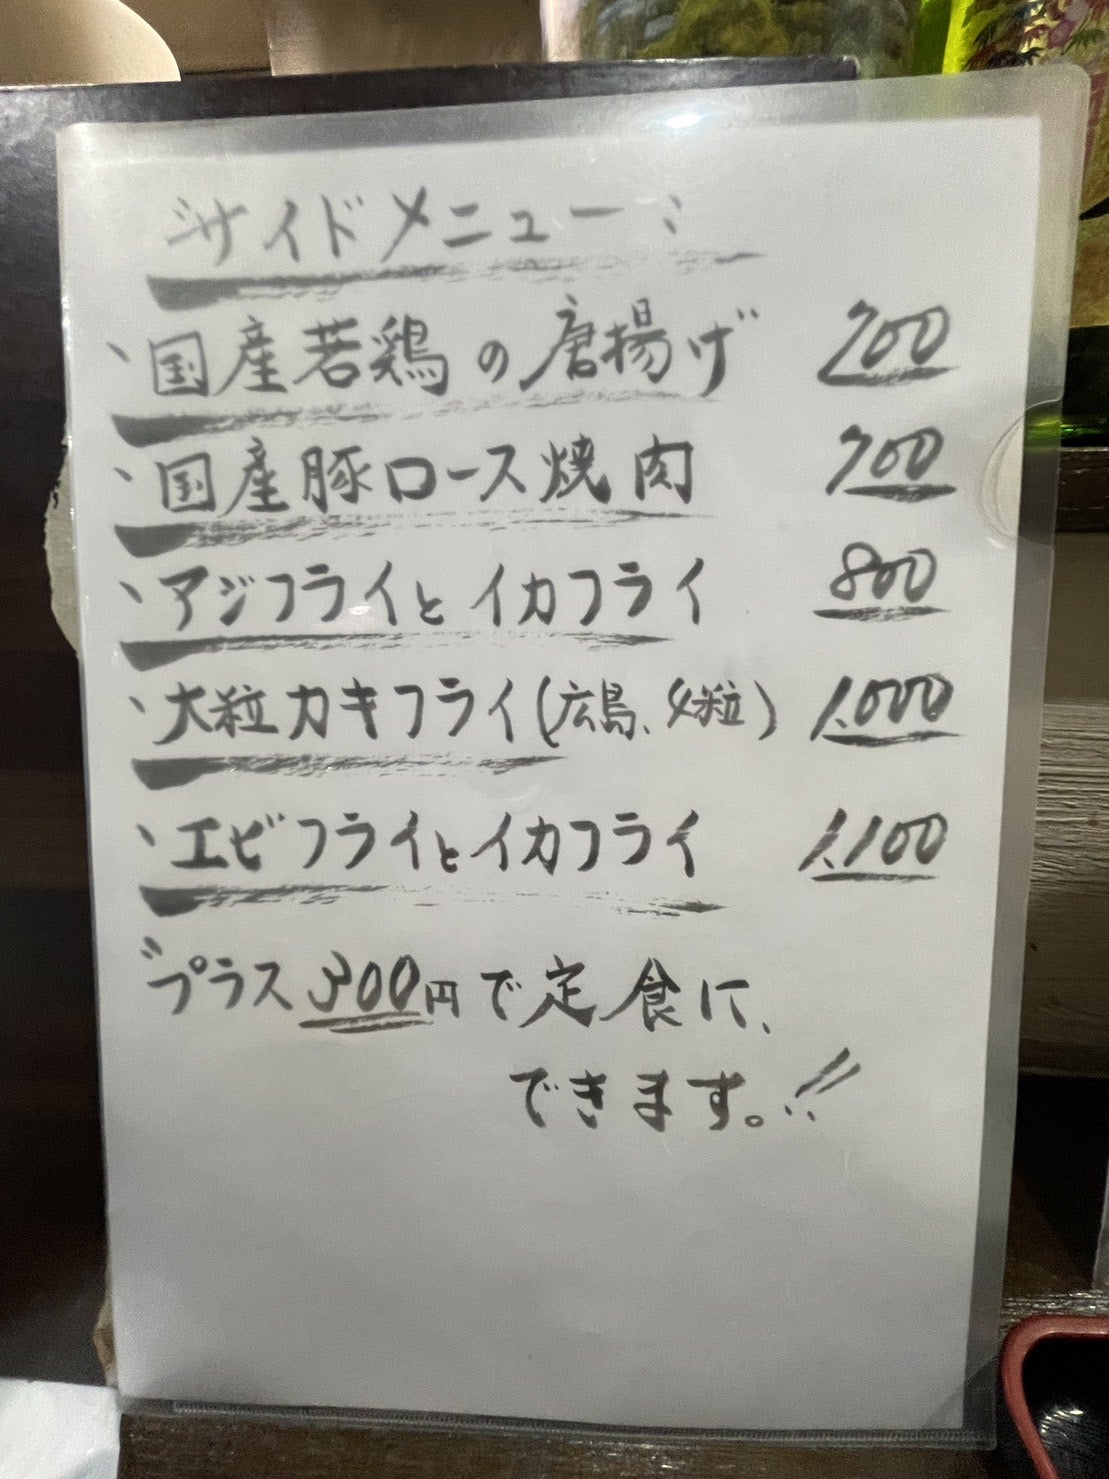 〝サイドメニュー〟
、国産若鶏の唐揚げ 700
、国産豚ロース焼肉 700
、アジフライとイカフライ 800
、大粒カキフライ(広島、4粒) 1.000
、エビフライとイカフライ 1.100
〝プラス300円で定食に、
できます。!!